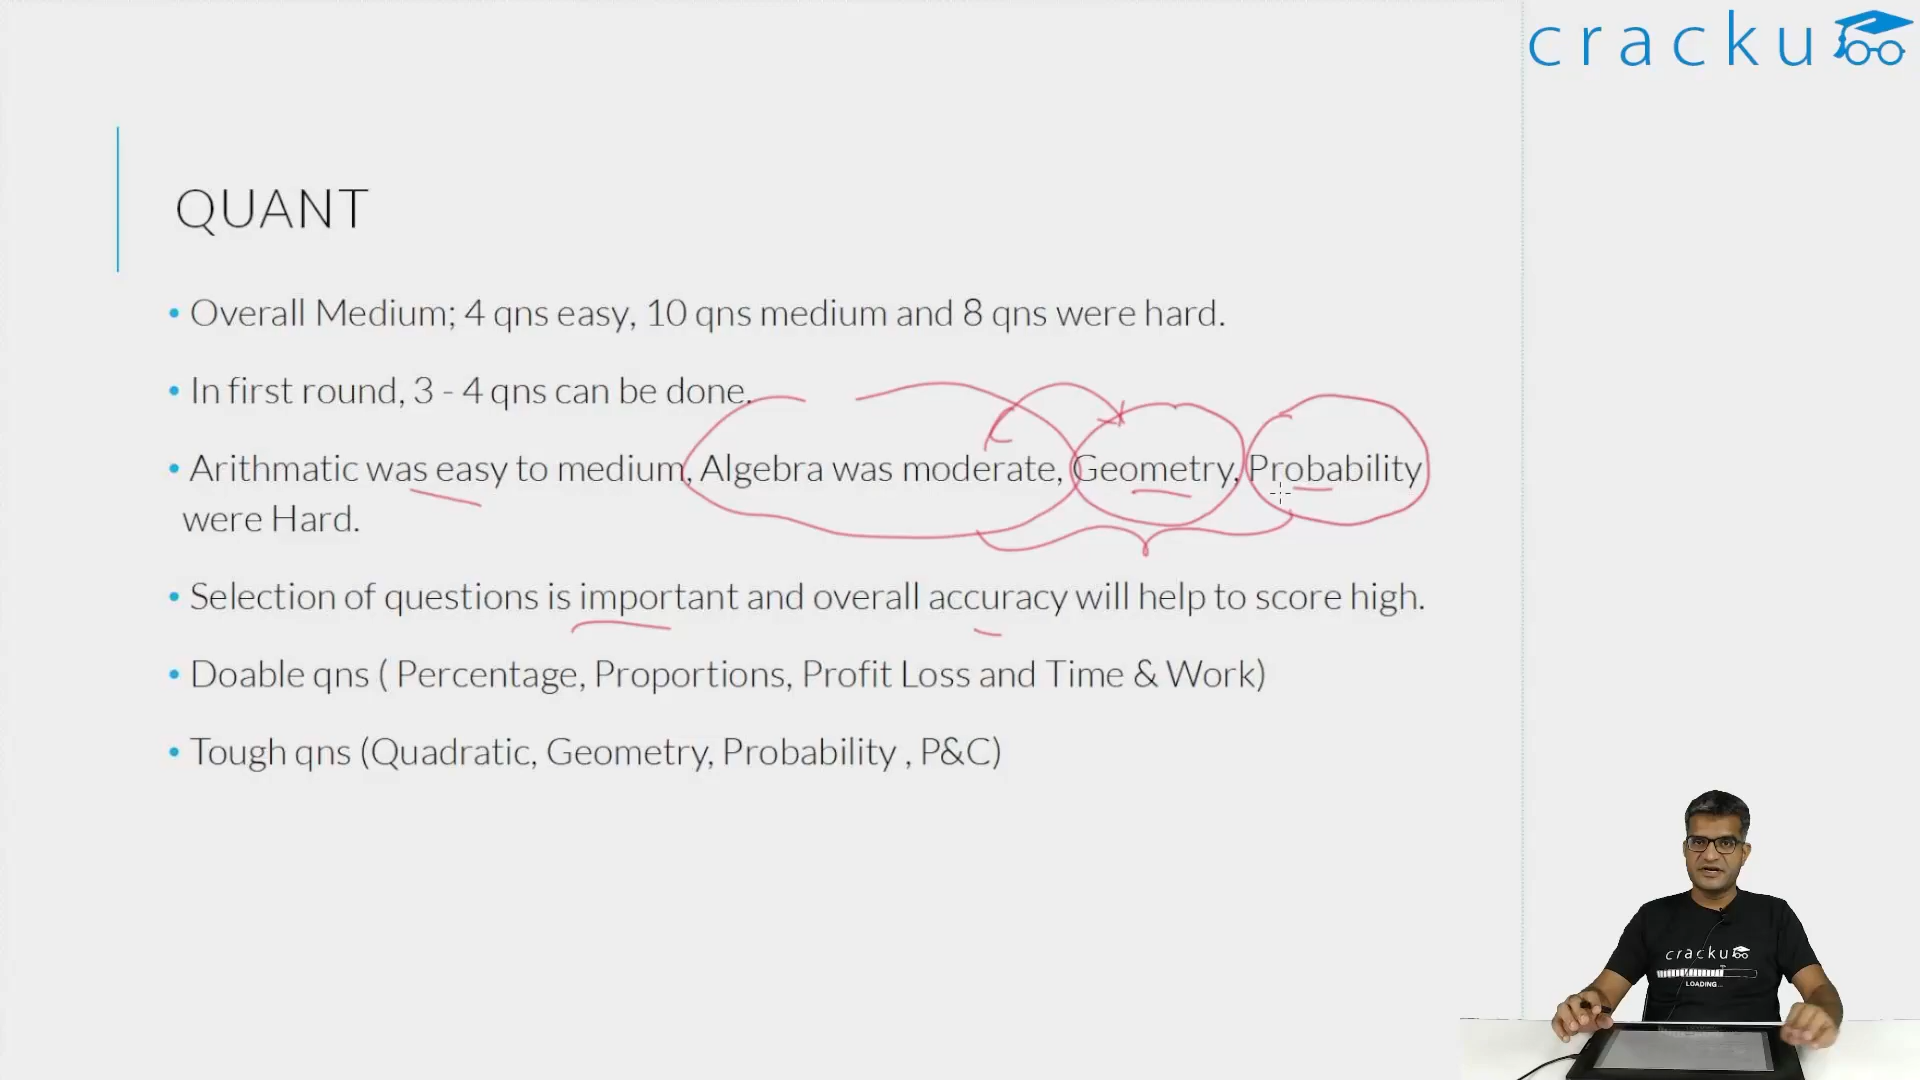 cracku
QUANT
• Overall Medium; 4 qns easy, 10 qns medium and 8 qns were hard.
• In first round, 3 - 4 qns can be done.
• Arithmatic was easy to medium, Algebra was moderate, Geometry, Probability
were Hard.
• Selection of questions is important and overall accuracy will help to score high.
• Doable qns ( Percentage, Proportions, Profit Loss and Time & Work)
• Tough qns (Quadratic, Geometry, Probability , P&C)
cracku
LOADING...